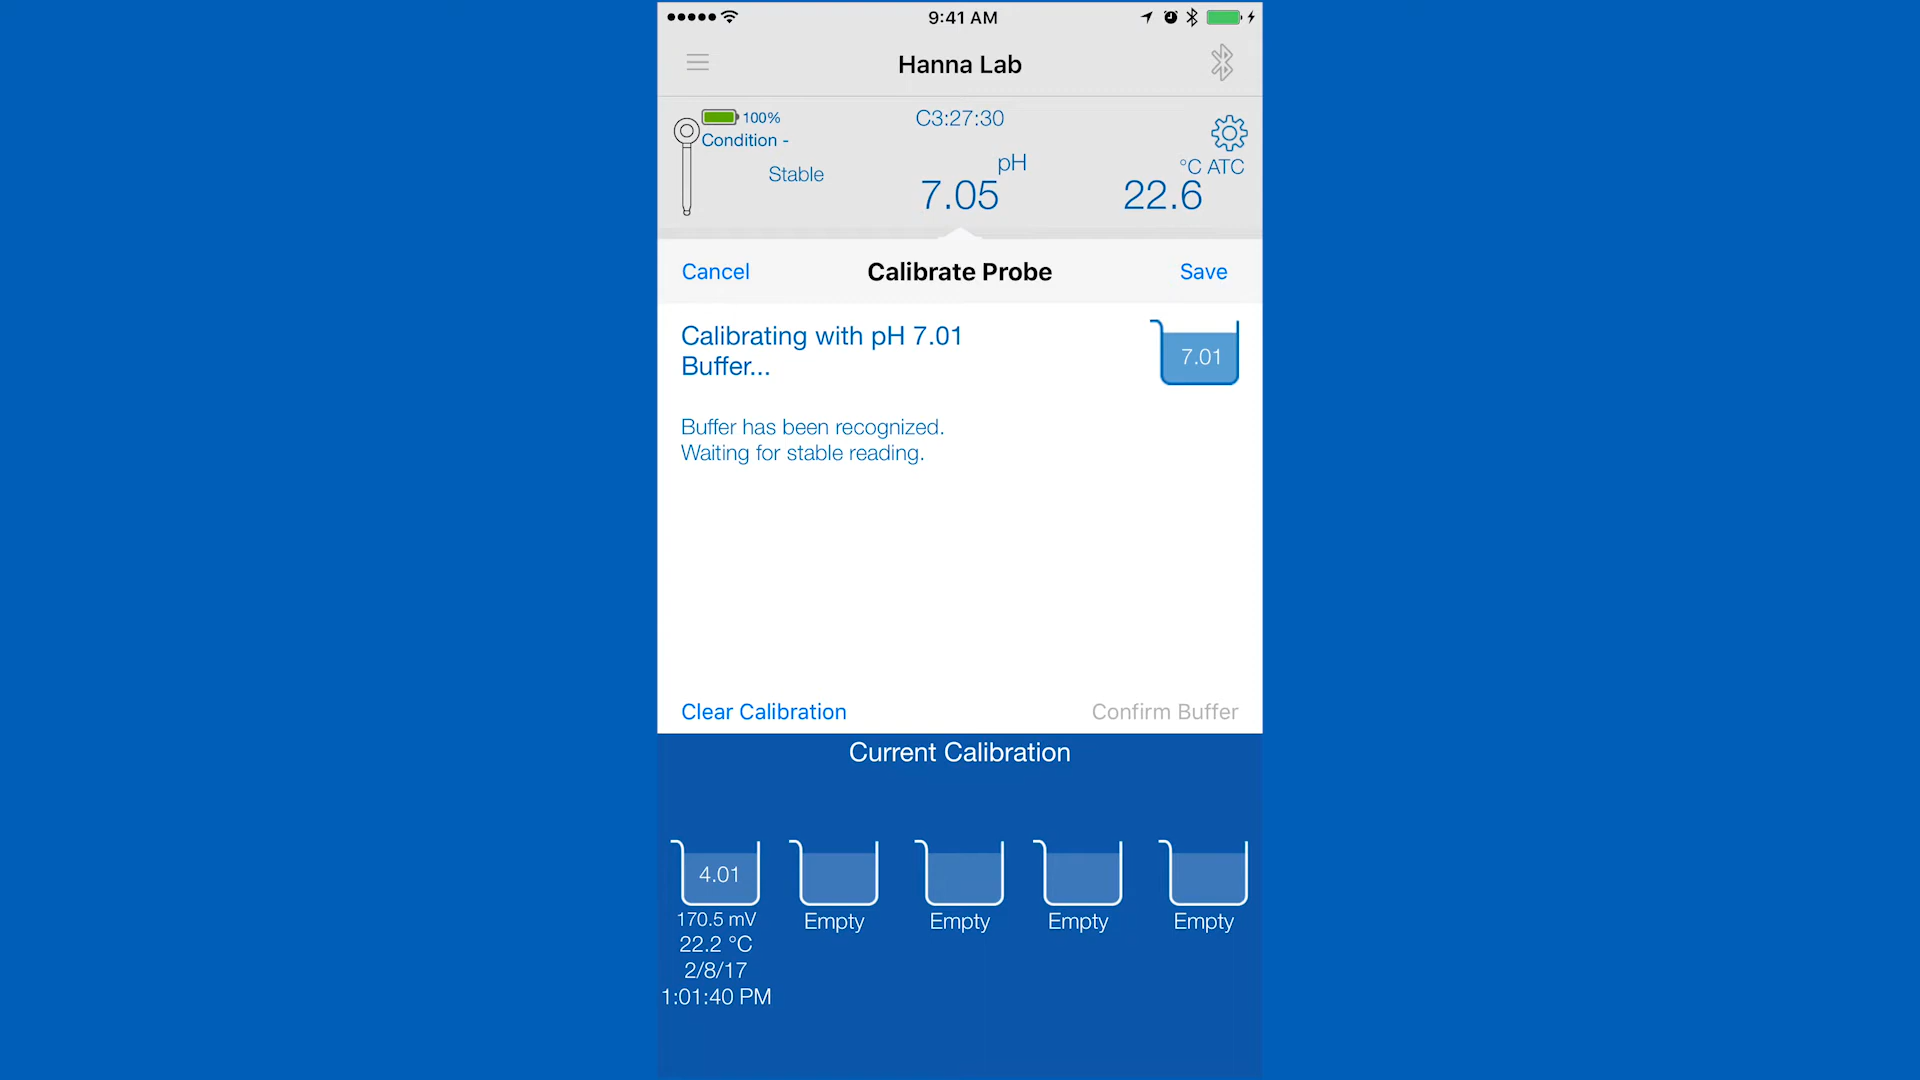 9:41 AM
Hanna Lab
100%
C3:27:30
Condition -
pH
°C ATC
Stable
7.05
22.6
Cancel
Calibrate Probe
Save
Calibrating with pH 7.01
Buffer...
7.01
Buffer has been recognized.
Waiting for stable reading.
Clear Calibration
Confirm Buffer
Current Calibration
4.01
170.5 mV
22.2 °C
2/8/17
1:01:40 PM
Empty
Empty
Empty
Empty